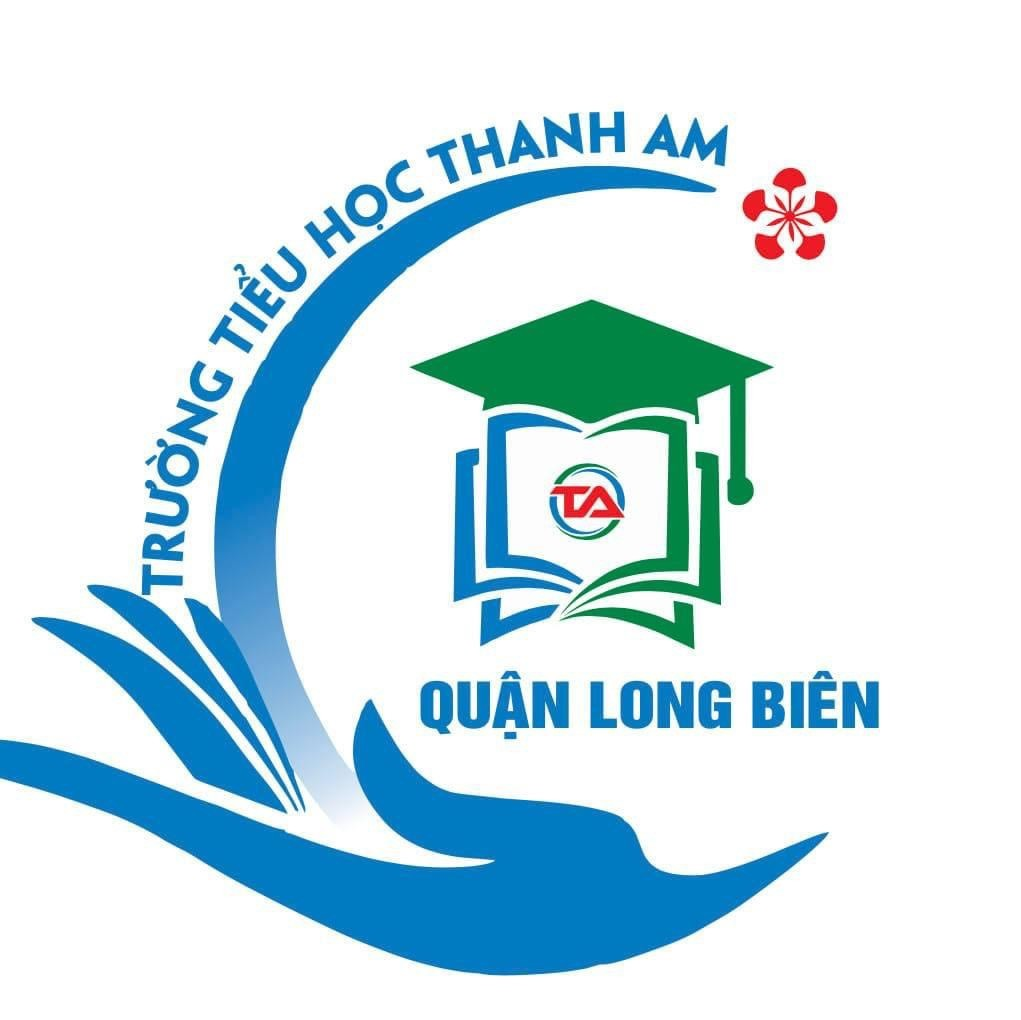 TRƯỜNG TIỂU HỌC THANH AM
TA
QUẬN LONG BIÊN